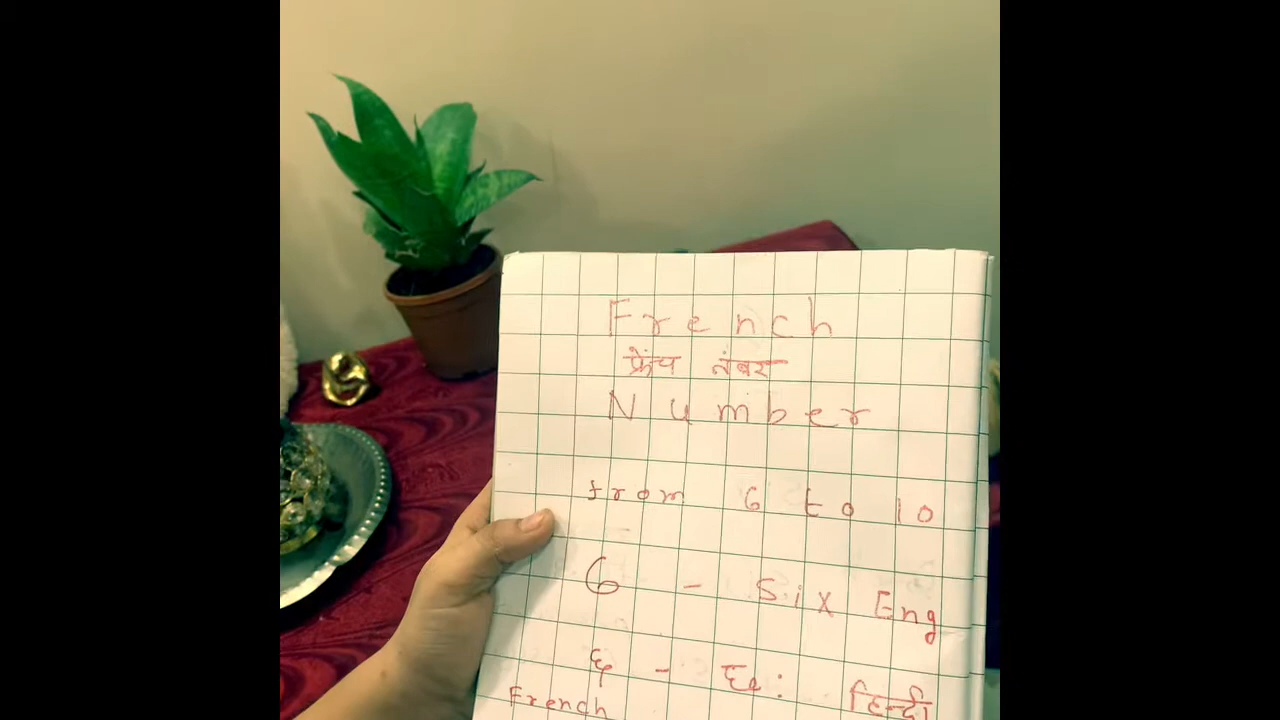 French
फ्रेंच नंबर
Number
from 6 to 10
6 - Six Eng
६ - छः हिन्दी
French